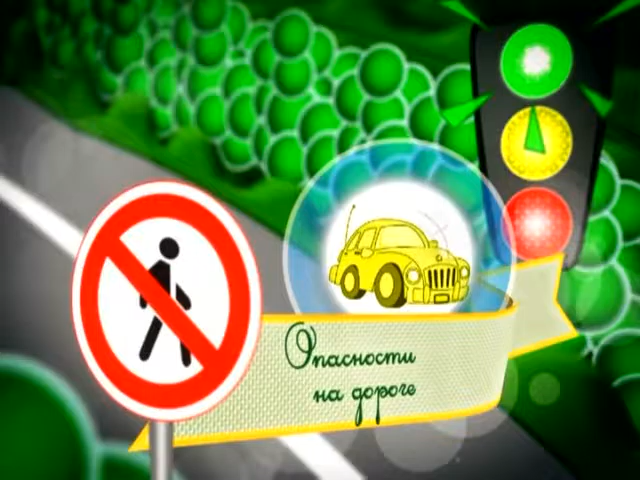 Опасности
на дороге